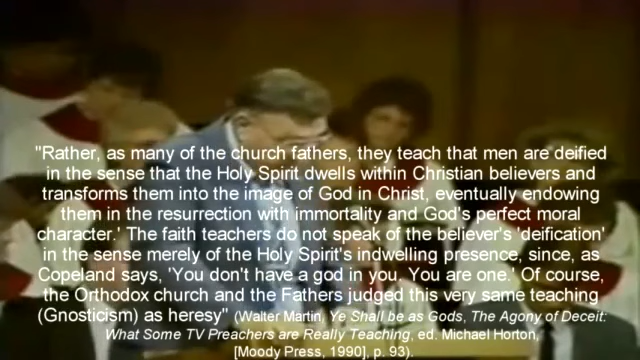 "Rather, as many of the church fathers, they teach that men are deified
in the sense that the Holy Spirit dwells within Christian believers and
transforms them into the image of God in Christ, eventually endowing
them in the resurrection with immortality and God's perfect moral
character.' The faith teachers do not speak of the believer's 'deification'
in the sense merely of the Holy Spirit's indwelling presence, since, as
Copeland says, 'You don't have a god in you. You are one.' Of course,
the Orthodox church and the Fathers judged this very same teaching
(Gnosticism) as heresy" (Walter Martin, Ye Shall be as Gods, The Agony of Deceit:
What Some TV Preachers are Really Teaching, ed. Michael Horton,
[Moody Press, 1990], p. 93).